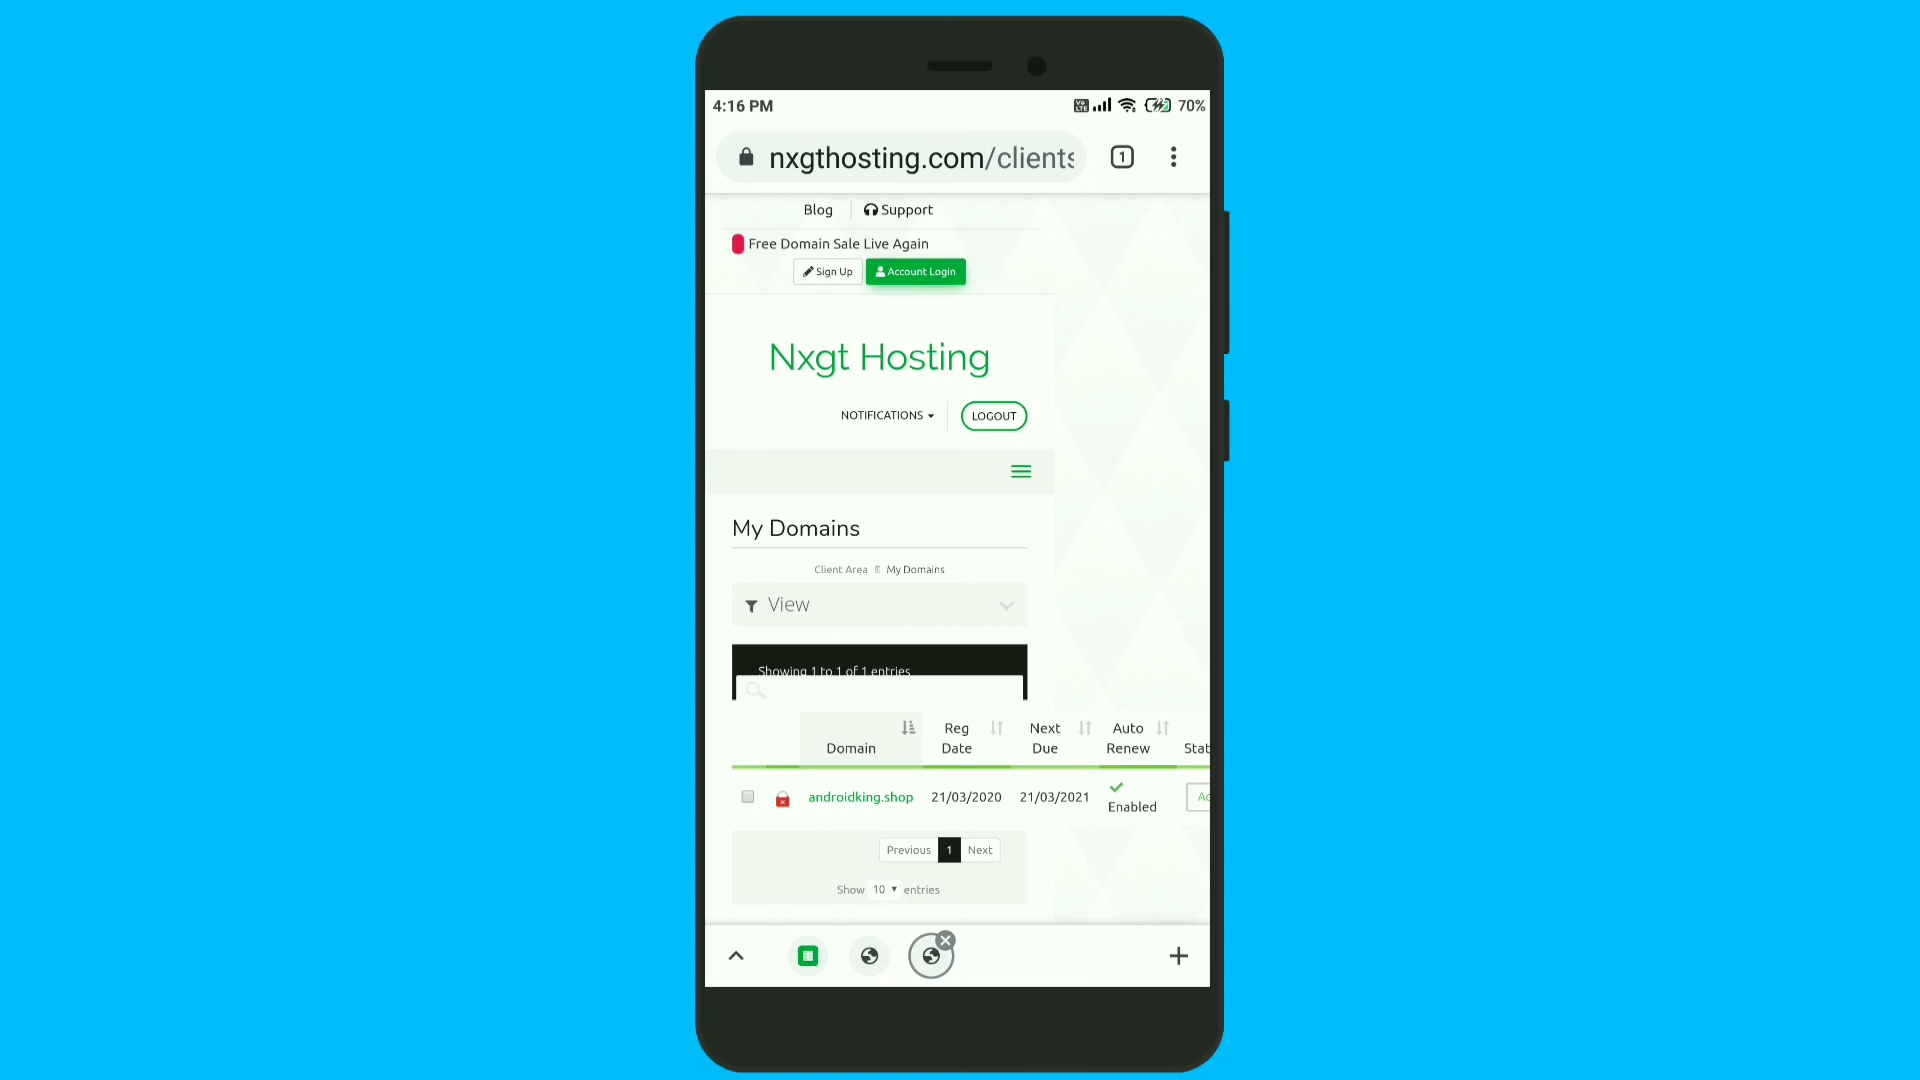 4:16 PM
70%
nxgthosting.com/clients
1
Blog
Support
Free Domain Sale Live Again
Sign Up
Account Login
Nxgt Hosting
NOTIFICATIONS
LOGOUT
My Domains
Client Area
My Domains
View
Showing 1 to 1 of 1 entries
Domain
Reg Date
Next Due
Auto Renew
Stat
androidking.shop
21/03/2020
21/03/2021
Enabled
Ac
Previous
1
Next
Show 10 entries